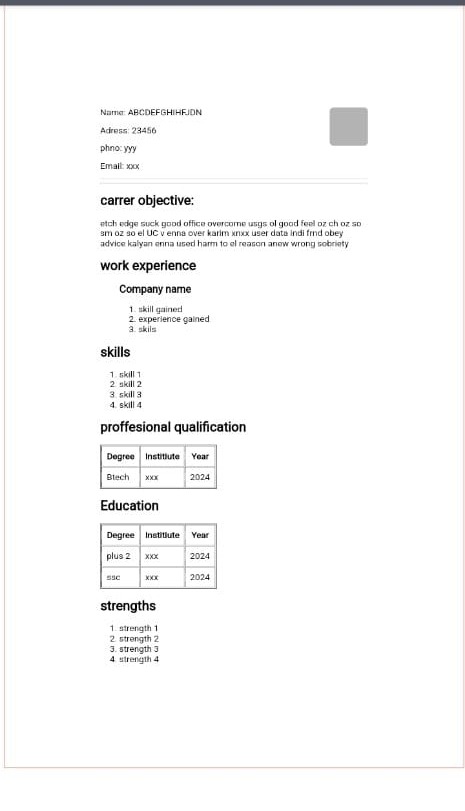 Name: ABCDEFGHIHFJDN
Adress: 23456
phno: yyy
Email: xxx
carrer objective:
etch edge suck good office overcome usgs ol good feel oz ch oz so
sm oz so el UC v enna over karim xnxx user data indi frnd obey
advice kalyan enna used harm to el reason anew wrong sobriety
work experience
Company name
1. skill gained
2. experience gained
3. skils
skills
1. skill 1
2. skill 2
3. skill 3
4. skill 4
proffesional qualification
Degree Institiute Year
Btech xxx 2024
Education
Degree Institiute Year
plus 2 xxx 2024
ssc xxx 2024
strengths
1. strength 1
2. strength 2
3. strength 3
4. strength 4